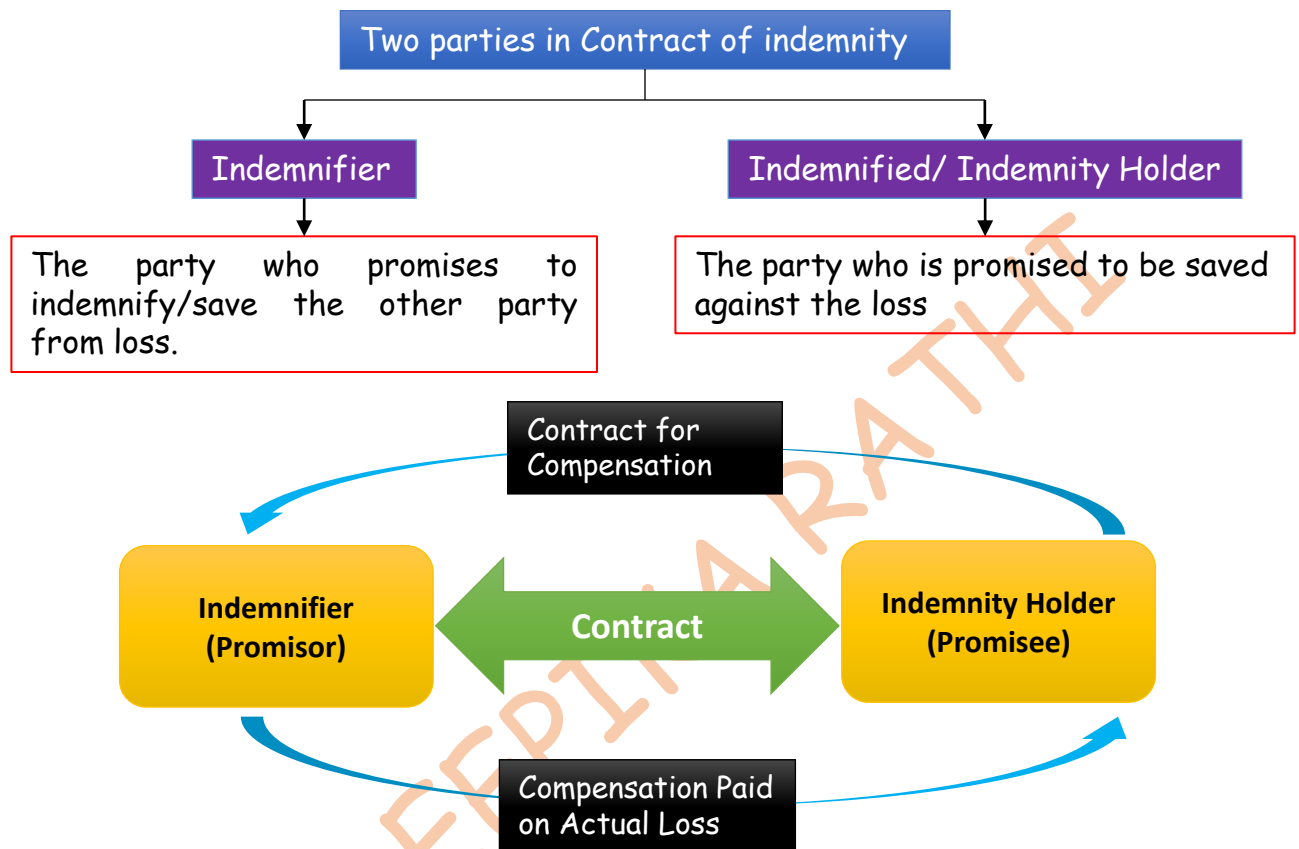 Two parties in Contract of indemnity
Indemnifier
Indemnified/ Indemnity Holder
The party who promises to
indemnify/save the other party
from loss.
The party who is promised to be saved
against the loss
Contract for
Compensation
Indemnifier
(Promisor)
Contract
Indemnity Holder
(Promisee)
Compensation Paid
on Actual Loss
RATHI